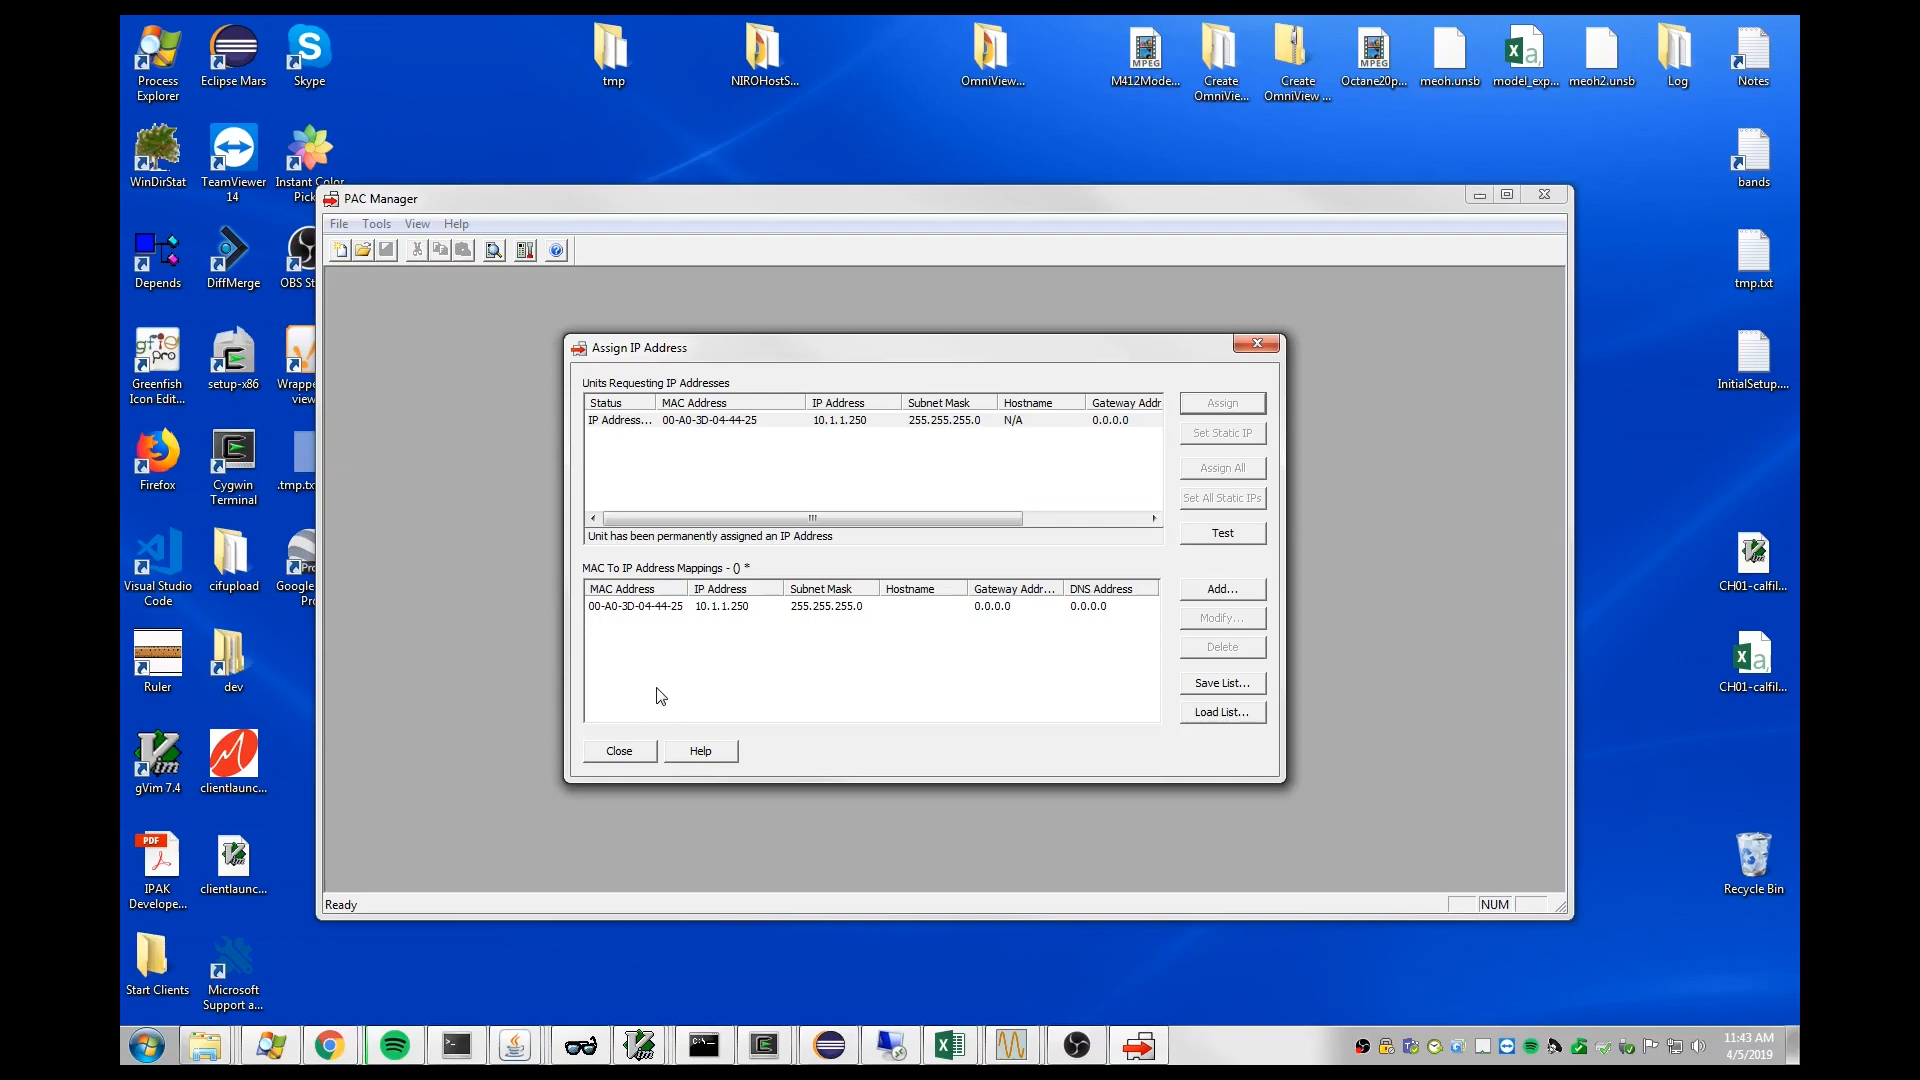 Process
Explorer
Eclipse Mars
Skype
tmp
NIROHostS...
OmniView...
M412Mode...
Create
OmniVie...
Create
OmniView ...
Octane20p...
meoh.unsb
model_exp...
meoh2.unsb
Log
Notes
WinDirStat
TeamViewer
14
Instant Color
Pick
bands
Depends
DiffMerge
OBS St
tmp.txt
Greenfish
Icon Edit...
setup-x86
Wrappe
view
InitialSetup....
Firefox
Cygwin
Terminal
.tmp.tx
Visual Studio
Code
cifupload
Google
Pro
CH01-calfil...
Ruler
dev
CH01-calfil...
gVim 7.4
clientlaunc...
PDF
IPAK
Develope...
clientlaunc...
Recycle Bin
Start Clients
Microsoft
Support a...
PAC Manager
File Tools View Help
Assign IP Address
Units Requesting IP Addresses
Status MAC Address IP Address Subnet Mask Hostname Gateway Addr
IP Address... 00-A0-3D-04-44-25 10.1.1.250 255.255.255.0 N/A 0.0.0.0
Unit has been permanently assigned an IP Address
Assign
Set Static IP
Assign All
Set All Static IPs
Test
MAC To IP Address Mappings - () *
MAC Address IP Address Subnet Mask Hostname Gateway Addr... DNS Address
00-A0-3D-04-44-25 10.1.1.250 255.255.255.0 0.0.0.0 0.0.0.0
Add...
Modify...
Delete
Save List...
Load List...
Close Help
Ready NUM
11:43 AM
4/5/2019